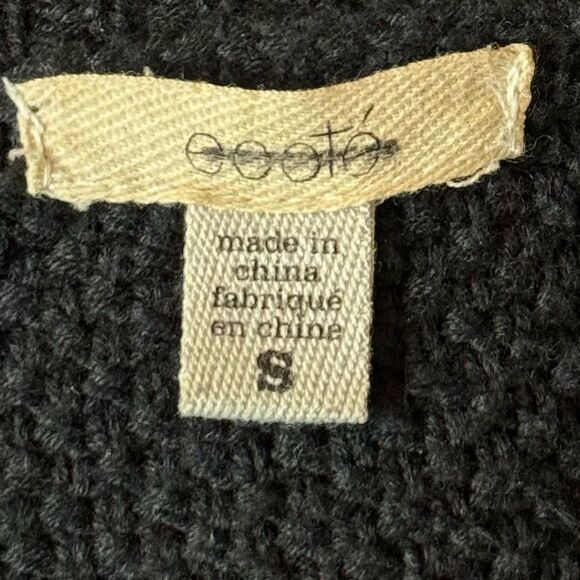 ecoté
made in
china
fabriqué
en chine
S